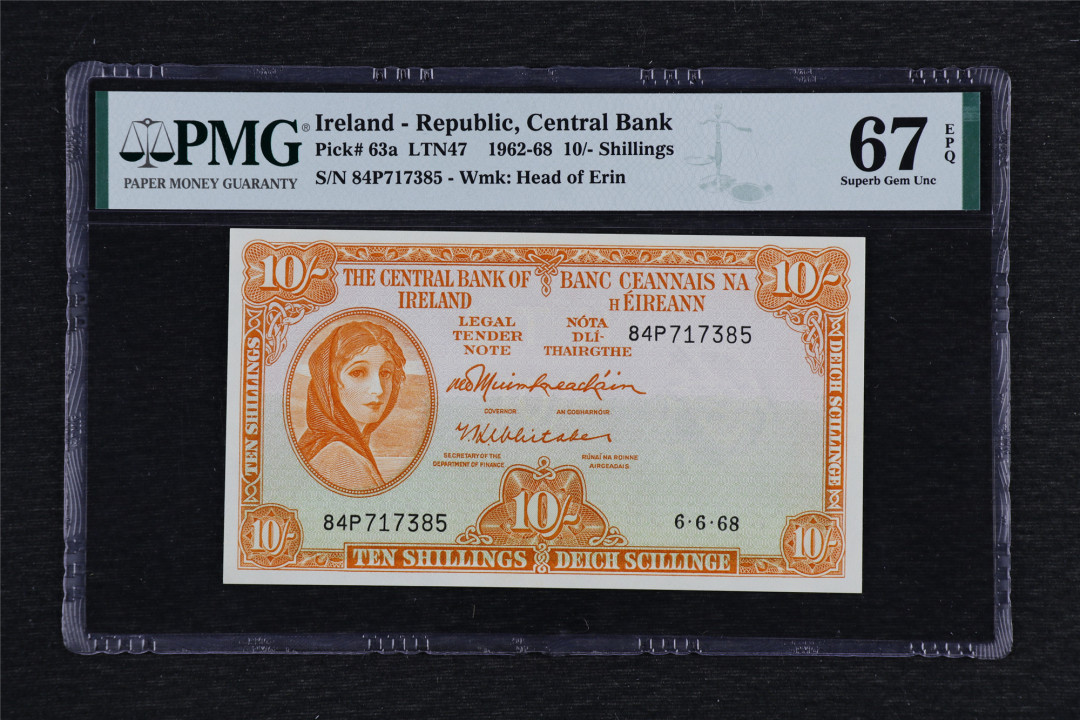 PMG®
PAPER MONEY GUARANTY
Ireland - Republic, Central Bank
Pick# 63a LTN47 1962-68 10/- Shillings
S/N 84P717385 - Wmk: Head of Erin
67 EPQ
Superb Gem Unc
10/- 10/-
THE CENTRAL BANK OF BANC CEANNAIS NA
IRELAND H ÉIREANN
LEGAL NÓTA
TENDER DLÍ-
NOTE THAIRGTHE
84P717385
TEN SHILLINGS
DEICH SCILLINGE
GOVERNOR. AN GOBHARNÓIR.
SECRETARY OF THE RÚNAÍ NA ROINNE
DEPARTMENT OF FINANCE AIRGEADAIS.
10/-
84P717385
6·6·68
10/- 10/-
TEN SHILLINGS DEICH SCILLINGE